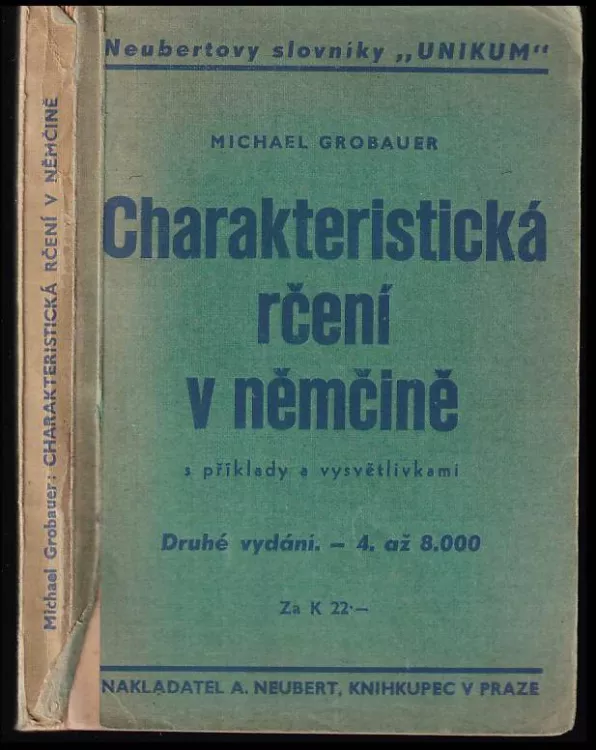 Neubertovy slovníky „UNIKUM“
MICHAEL GROBAUER
Charakteristická
rčení
v němčině
s příklady a vysvětlivkami
Druhé vydání. – 4. až 8.000
Za K 22·—
NAKLADATEL A. NEUBERT, KNIHKUPEC V PRAZE
Michael Grobauer: CHARAKTERISTICKÁ RČENÍ V NĚMČINĚ